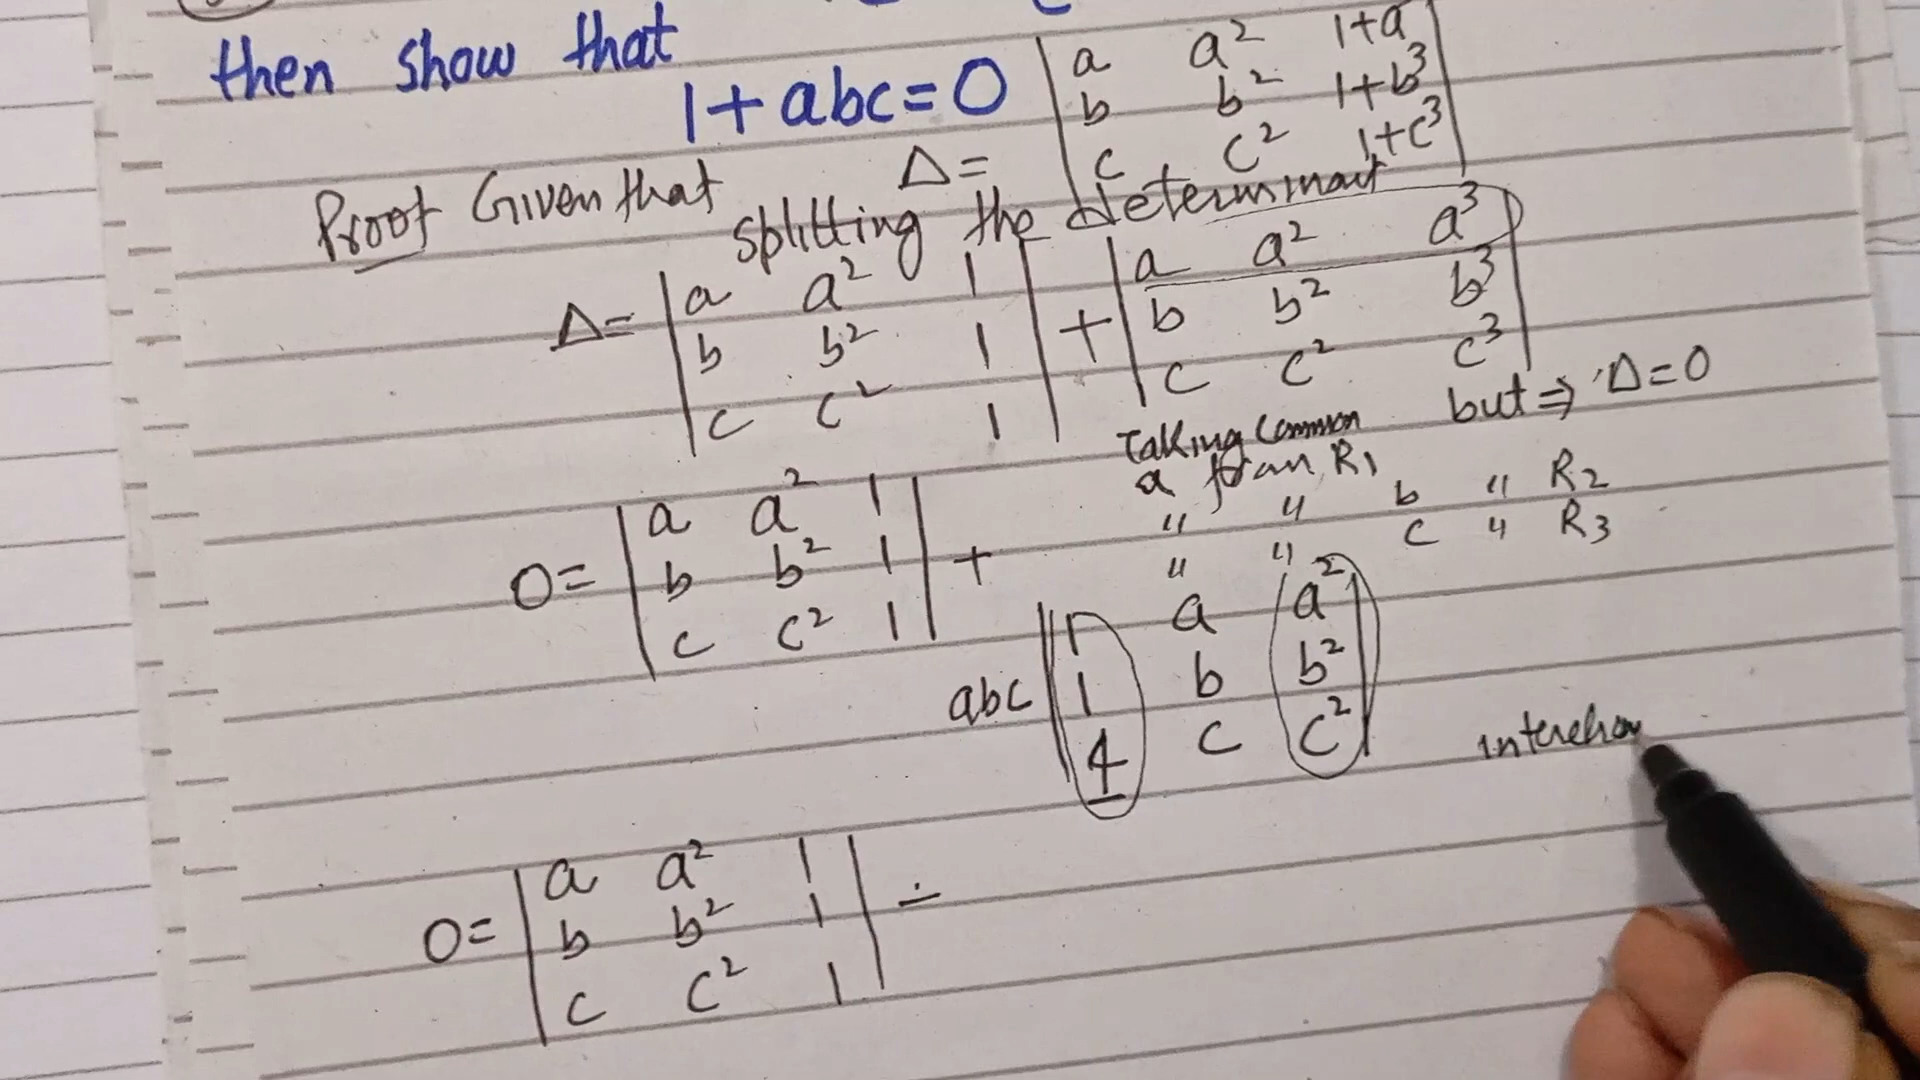 then show that
1+abc=0
Δ= | a a² 1+a
b b² 1+b³
c c² 1+c³ |
Proof Given that
splitting the determinant
Δ= | a a² 1 | + | a a² a³ |
| b b² 1 | | b b² b³ |
| c c² 1 | | c c² c³ |
but ⇒ Δ=0
Taking Common
a from R₁
" " b " R2
" " c " R3
0= | a a² 1 | +
| b b² 1 |
| c c² 1 |
abc | 1 a a² |
| 1 b b² |
| 1 c c² |
intercha
0= | a a² 1 | -
| b b² 1 |
| c c² 1 |